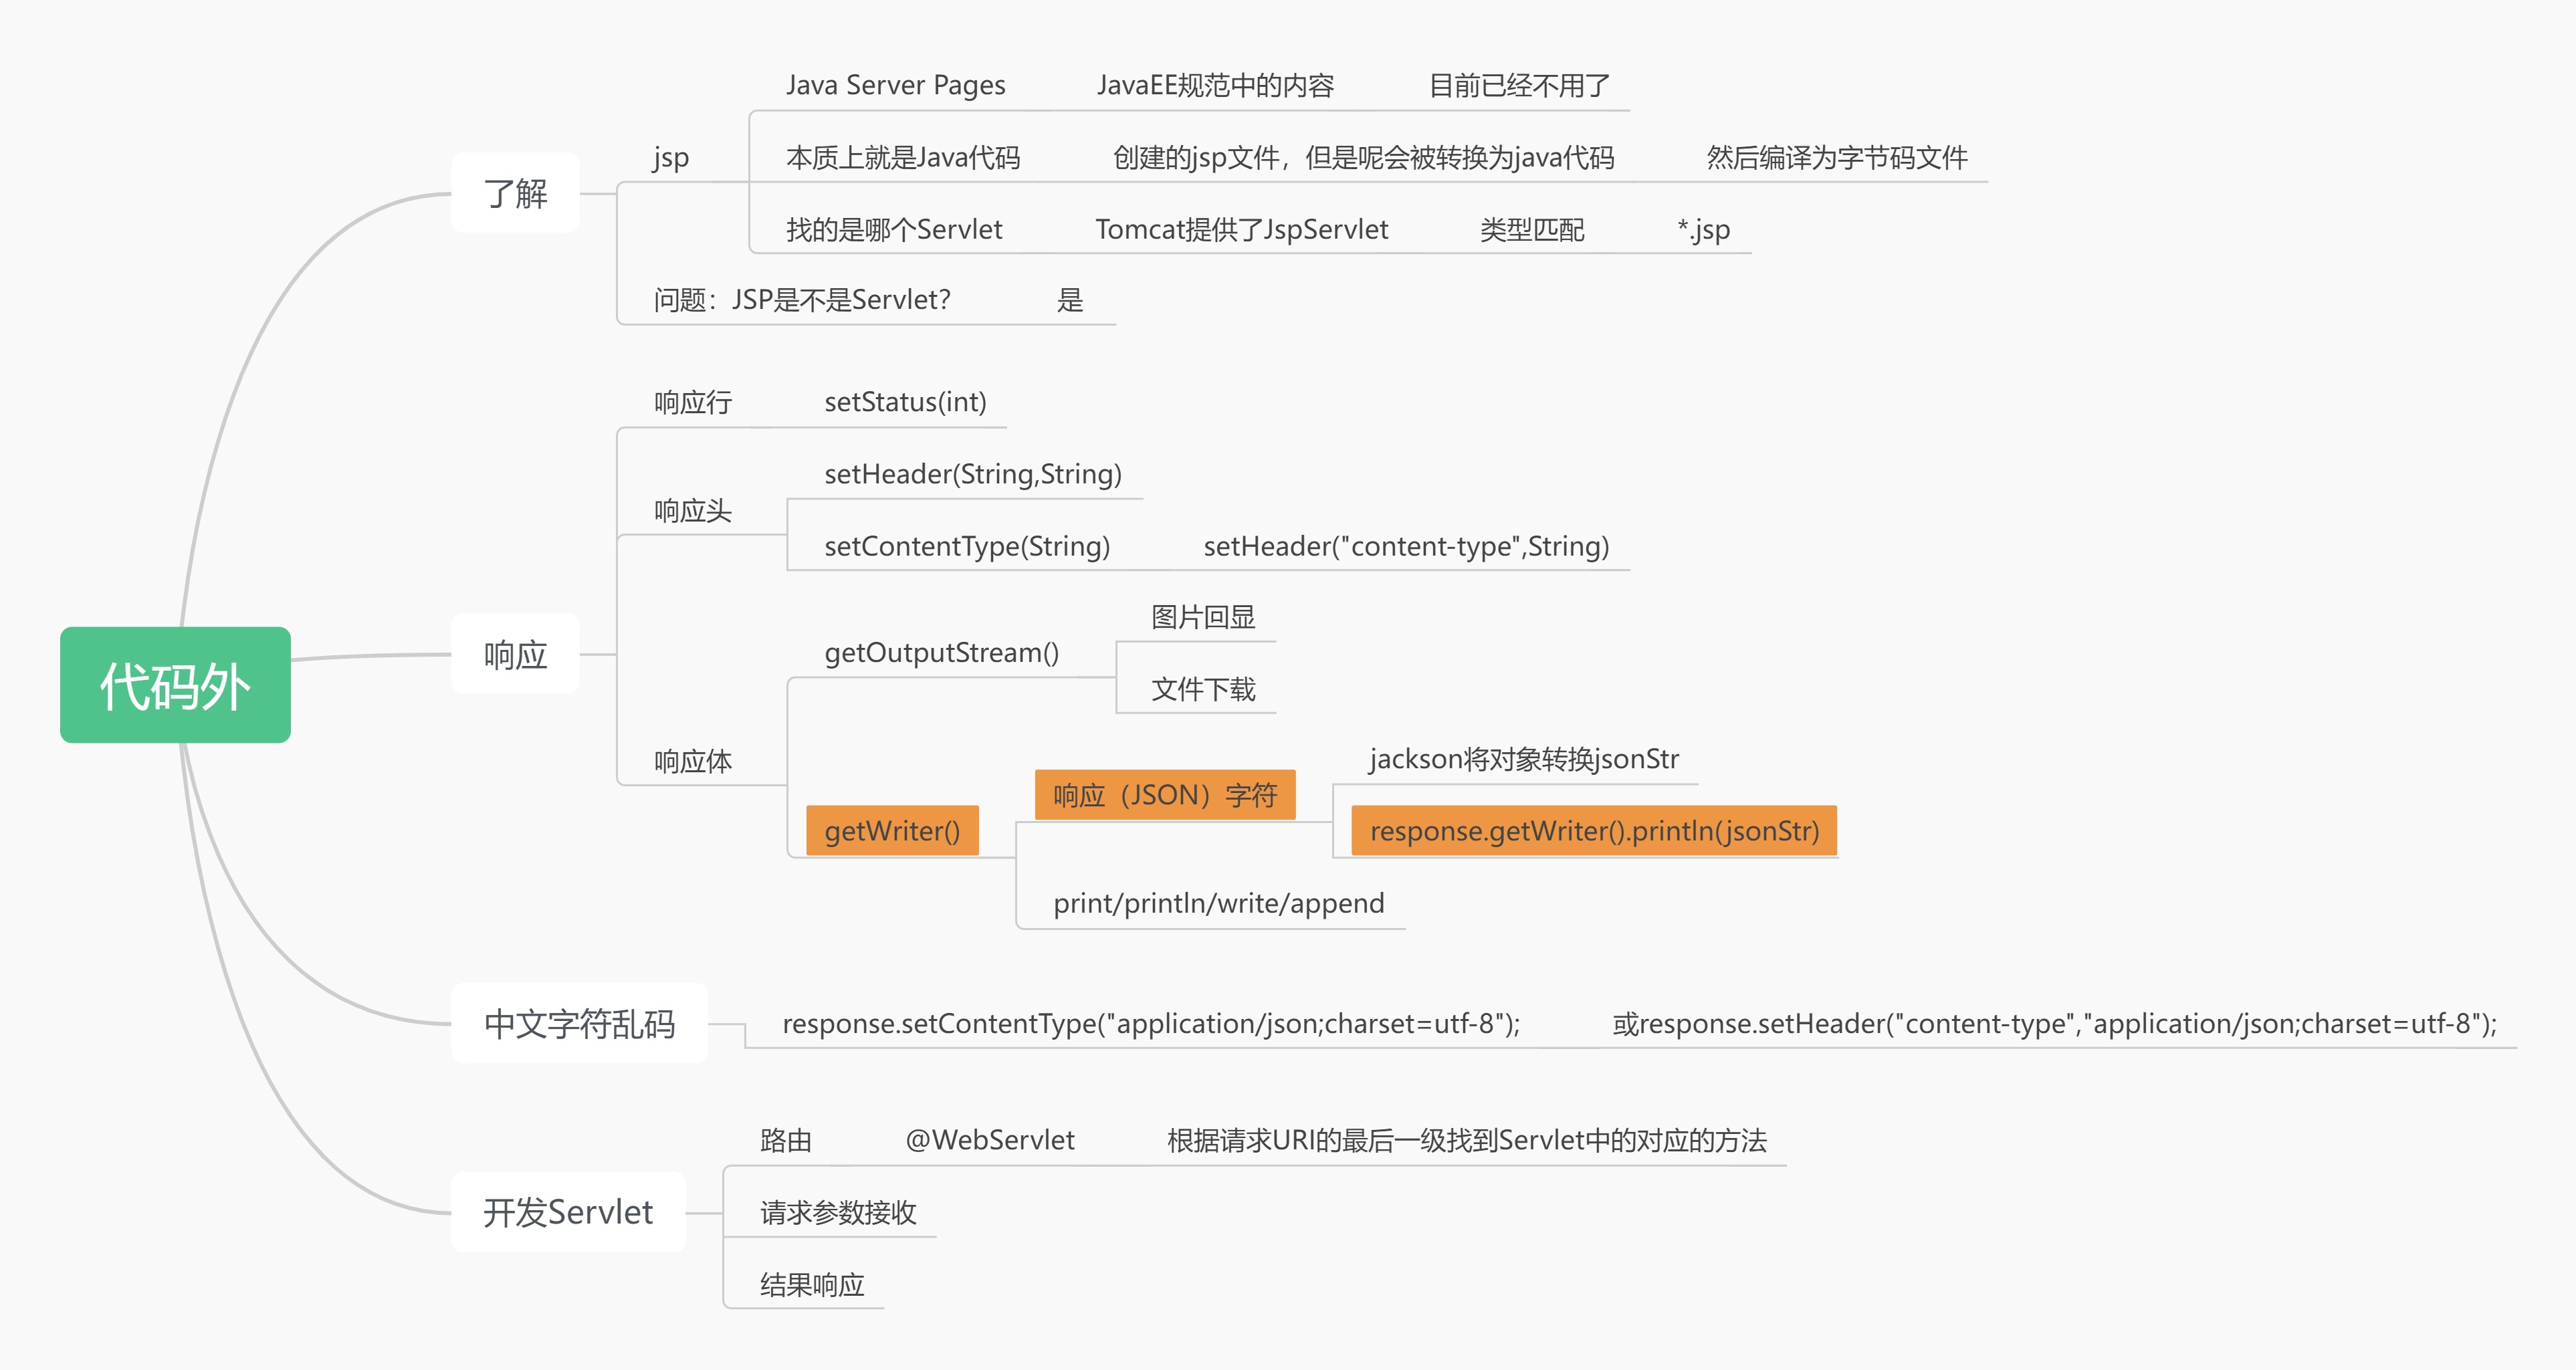 代码外
了解
jsp
Java Server Pages
JavaEE规范中的内容
目前已经不用了
本质上就是Java代码
创建的jsp文件，但是呢会被转换为java代码
然后编译为字节码文件
找的是哪个Servlet
Tomcat提供了JspServlet
类型匹配
*.jsp
问题：JSP是不是Servlet？
是
响应
响应行
setStatus(int)
响应头
setHeader(String,String)
setContentType(String)
setHeader("content-type",String)
响应体
getOutputStream()
图片回显
文件下载
getWriter()
响应（JSON）字符
jackson将对象转换jsonStr
response.getWriter().println(jsonStr)
print/println/write/append
中文字符乱码
response.setContentType("application/json;charset=utf-8");
或response.setHeader("content-type","application/json;charset=utf-8");
开发Servlet
路由
@WebServlet
根据请求URI的最后一级找到Servlet中的对应的方法
请求参数接收
结果响应